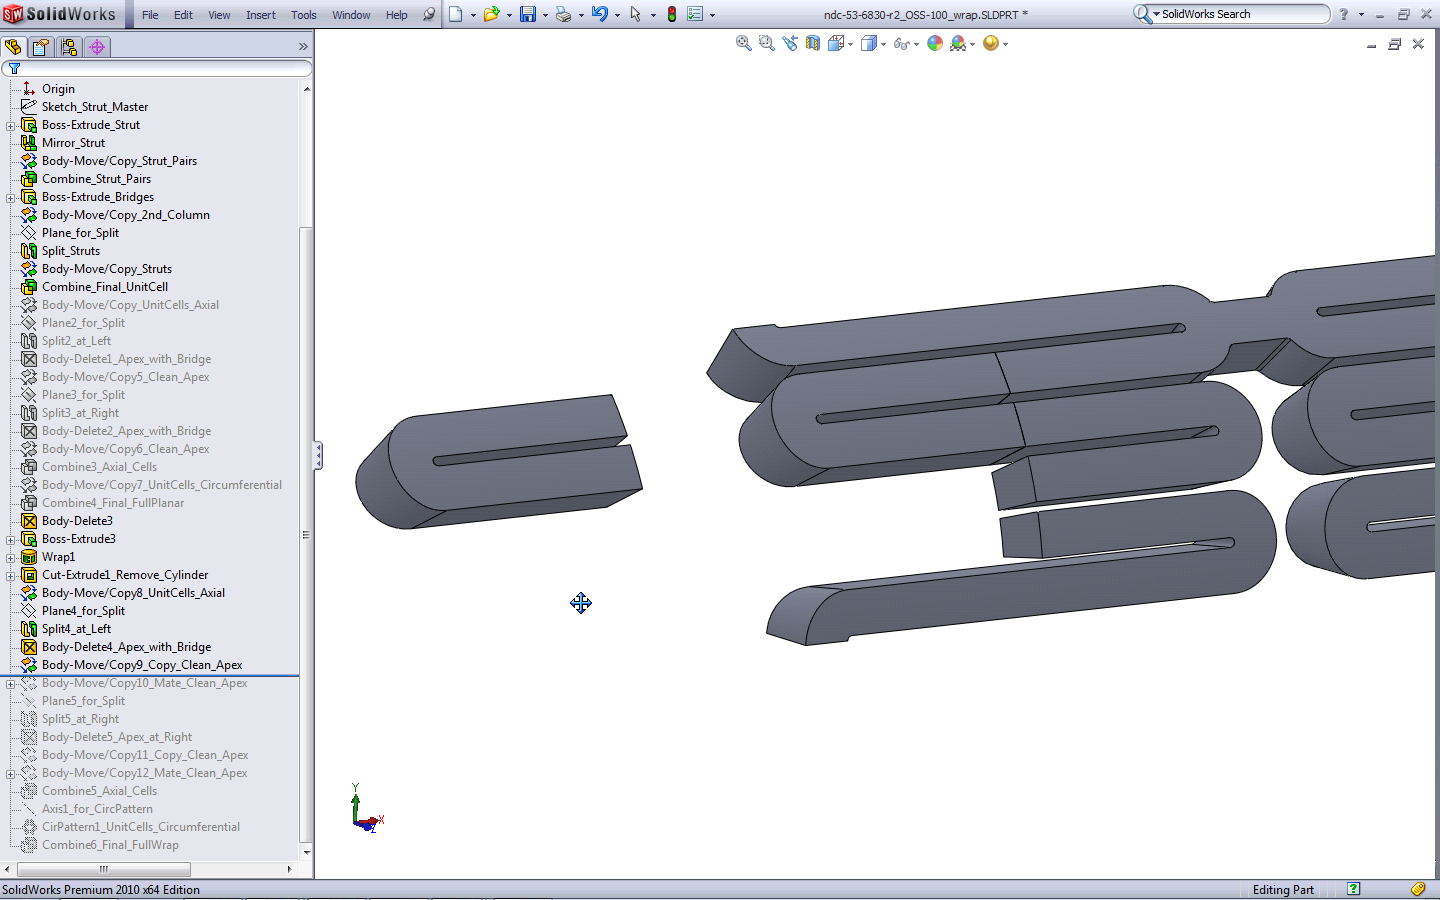 SolidWorks File Edit View Insert Tools Window Help ndc-53-6830-r2_OSS-100_wrap.SLDPRT * SolidWorks Search
Origin
Sketch_Strut_Master
Boss-Extrude_Strut
Mirror_Strut
Body-Move/Copy_Strut_Pairs
Combine_Strut_Pairs
Boss-Extrude_Bridges
Body-Move/Copy_2nd_Column
Plane_for_Split
Split_Struts
Body-Move/Copy_Struts
Combine_Final_UnitCell
Body-Move/Copy_UnitCells_Axial
Plane2_for_Split
Split2_at_Left
Body-Delete1_Apex_with_Bridge
Body-Move/Copy5_Clean_Apex
Plane3_for_Split
Split3_at_Right
Body-Delete2_Apex_with_Bridge
Body-Move/Copy6_Clean_Apex
Combine3_Axial_Cells
Body-Move/Copy7_UnitCells_Circumferential
Combine4_Final_FullPlanar
Body-Delete3
Boss-Extrude3
Wrap1
Cut-Extrude1_Remove_Cylinder
Body-Move/Copy8_UnitCells_Axial
Plane4_for_Split
Split4_at_Left
Body-Delete4_Apex_with_Bridge
Body-Move/Copy9_Copy_Clean_Apex
Body-Move/Copy10_Mate_Clean_Apex
Plane5_for_Split
Split5_at_Right
Body-Delete5_Apex_at_Right
Body-Move/Copy11_Copy_Clean_Apex
Body-Move/Copy12_Mate_Clean_Apex
Combine5_Axial_Cells
Axis1_for_CircPattern
CirPattern1_UnitCells_Circumferential
Combine6_Final_FullWrap
Y
X
Z
SolidWorks Premium 2010 x64 Edition Editing Part